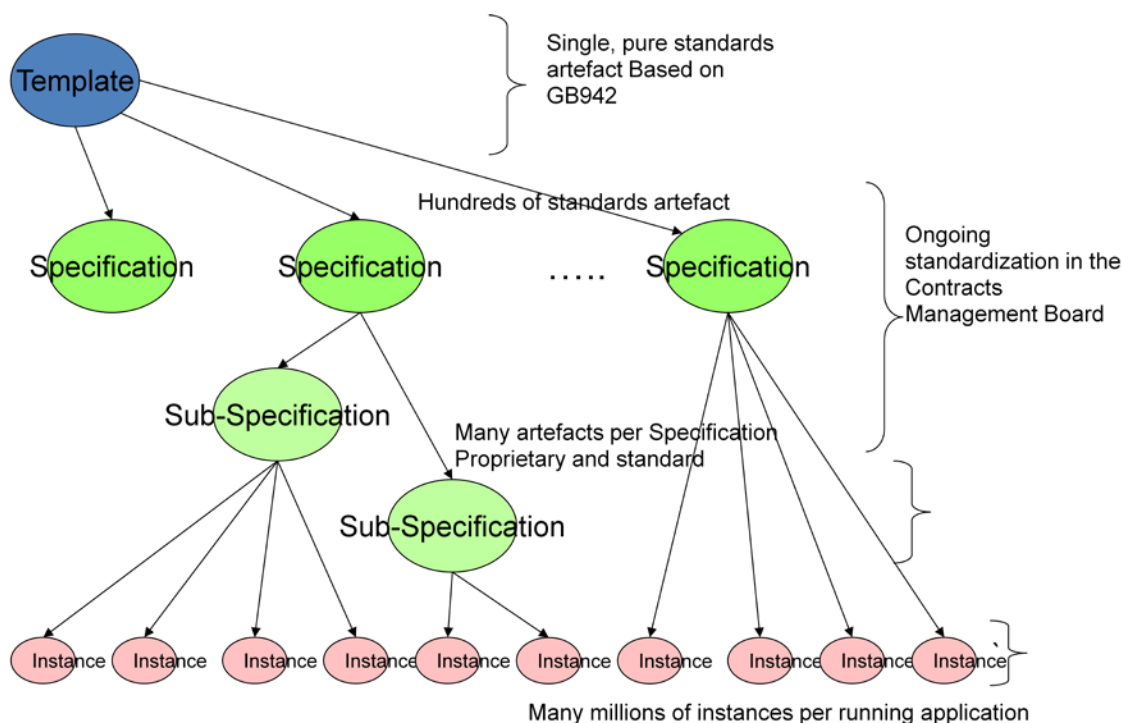 Single, pure standards
artefact Based on
GB942
Template
Hundreds of standards artefact
Specification
Specification
.....
Specification
Ongoing
standardization in the
Contracts
Management Board
Sub-Specification
Many artefacts per Specification
Proprietary and standard
Sub-Specification
Instance
Instance
Instance
Instance
Instance
Instance
Instance
Instance
Instance
Instance
`
Many millions of instances per running application